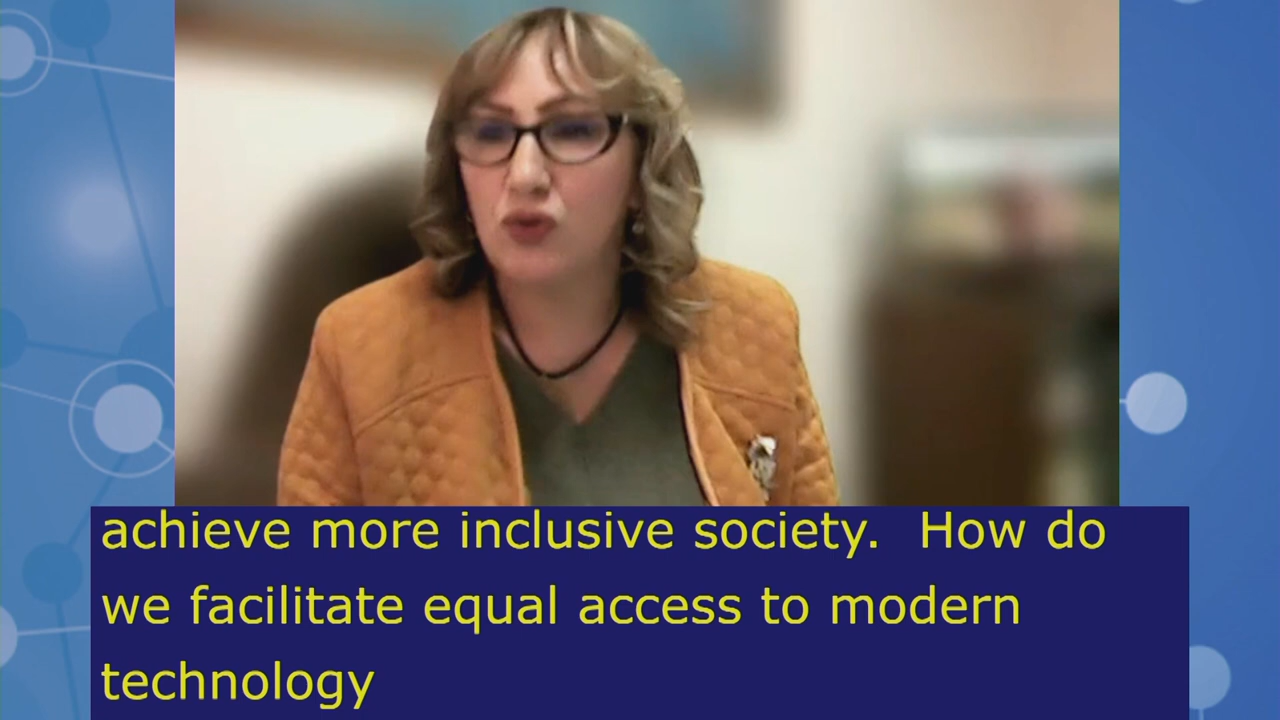 achieve more inclusive society.  How do
we facilitate equal access to modern
technology